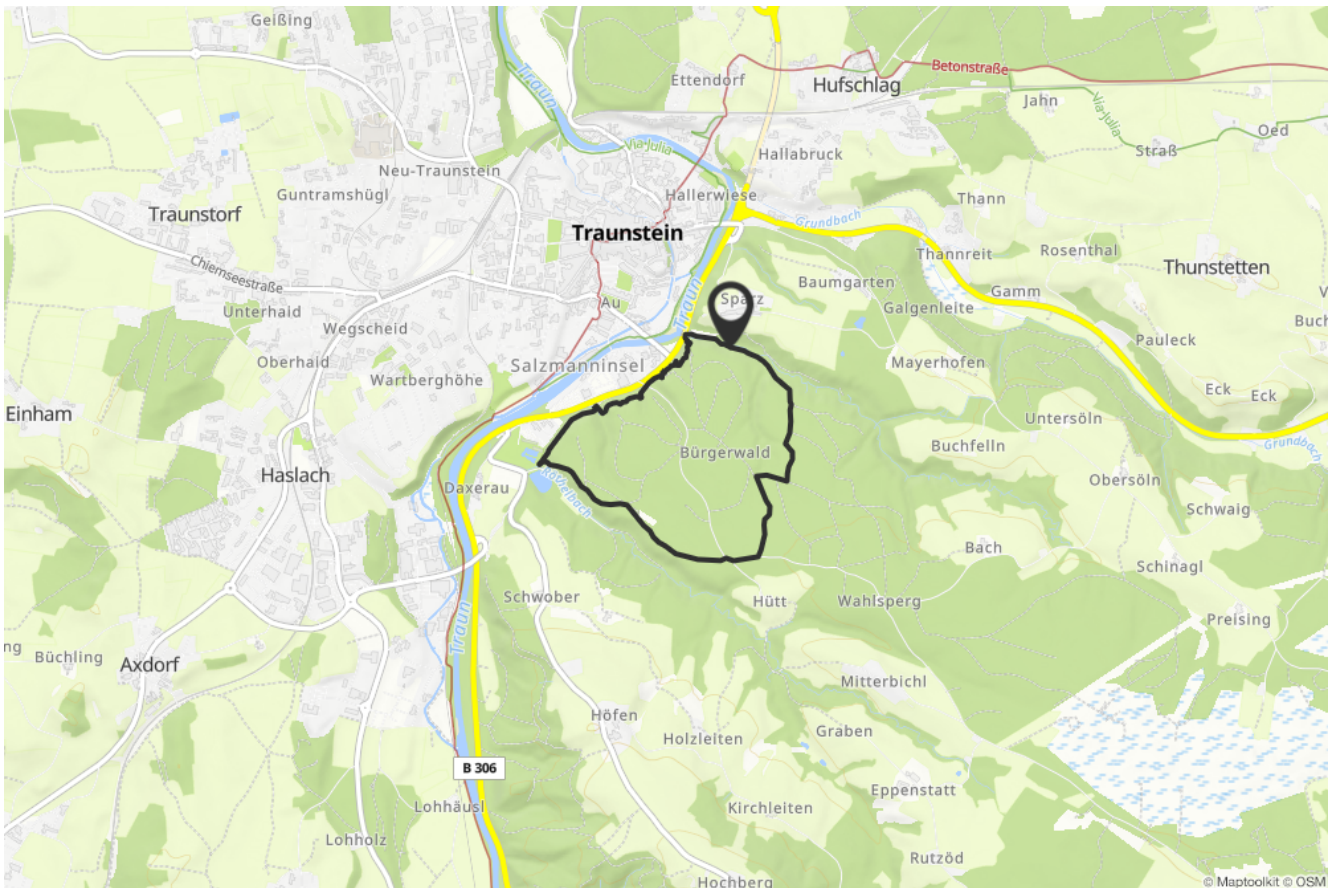 Geißing
Traun
Ettendorf
Betonstraße
Hufschlag
Jahn
Via Julia
Oed
Straß
Via Julia
Hallabruck
Neu-Traunstein
Guntramshügl
Hallerwiese
Thann
Traunstorf
Traunstein
Grundbach
Thannreit
Rosenthal
Thunstetten
Chiemseestraße
Baumgarten
Gamm
Sparz
Au
Galgenleite
Unterhaid
Wegscheid
Traun
Pauleck
Oberhaid
Salzmanninsel
Mayerhofen
Wartberghöhe
Eck
Eck
Einham
Untersöln
Buchfelln
Grundbach
Bürgerwald
Haslach
Röthelbach
Obersöln
Daxerau
Schwaig
Bach
Schinagl
Schwober
Hütt
Wahlsperg
Preising
Traun
Büchling
Axdorf
Mitterbichl
Höfen
Holzleiten
Graben
B 306
Eppenstatt
Lohhäusl
Kirchleiten
Lohholz
Rutzöd
Hochberg
© Maptoolkit © OSM